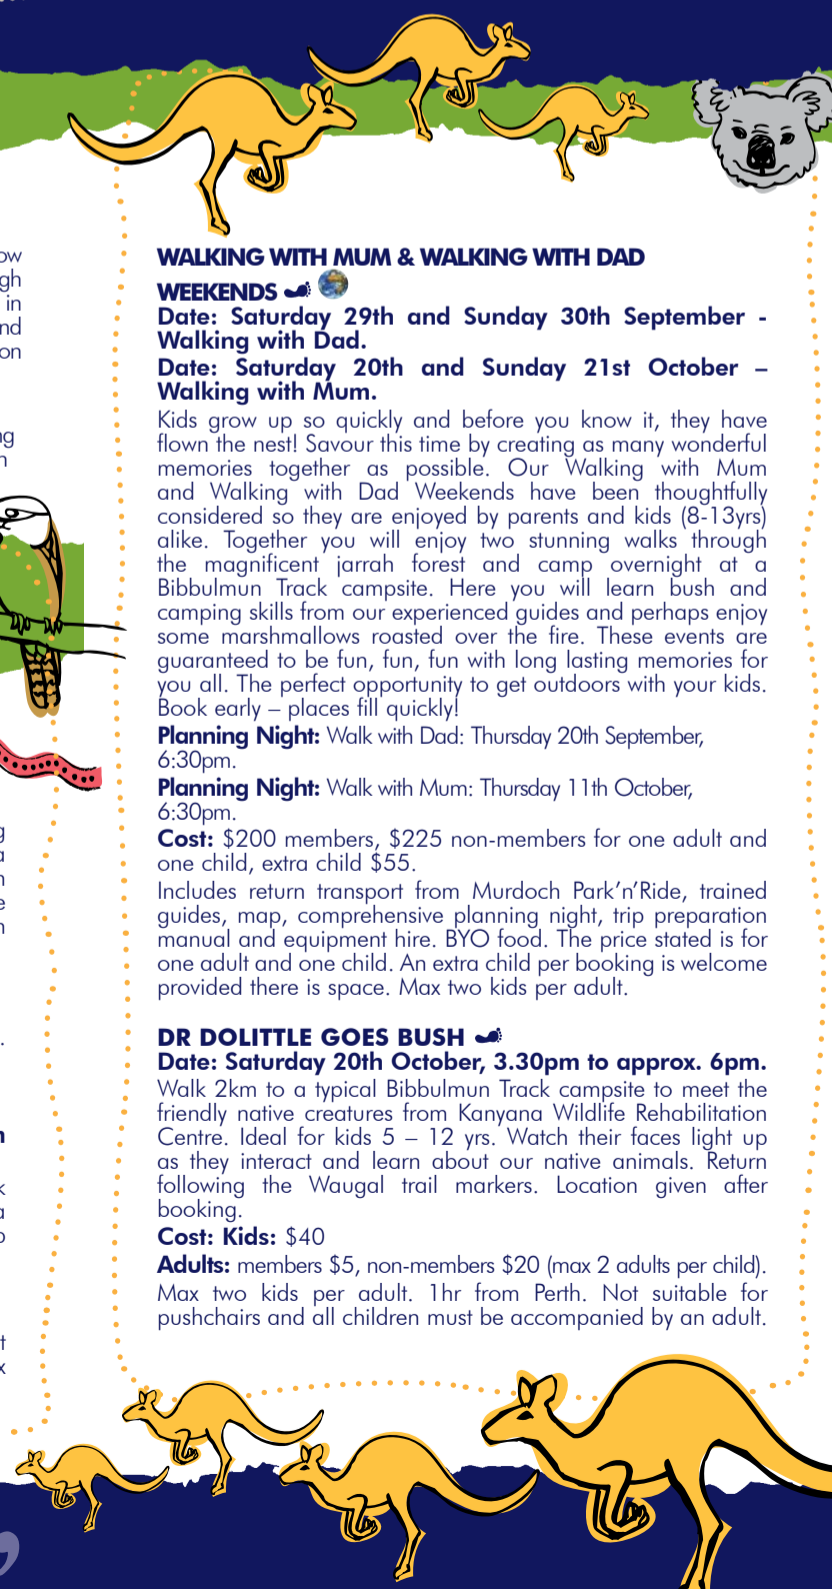 ow
gh
in
nd
on
ng
n
g
a
n
e
n
.
n
k
a
o
t
x
WALKING WITH MUM & WALKING WITH DAD
WEEKENDS
Date: Saturday 29th and Sunday 30th September -
Walking with Dad.
Date: Saturday 20th and Sunday 21st October –
Walking with Mum.
Kids grow up so quickly and before you know it, they have
flown the nest! Savour this time by creating as many wonderful
memories together as possible. Our Walking with Mum
and Walking with Dad Weekends have been thoughtfully
considered so they are enjoyed by parents and kids (8-13yrs)
alike. Together you will enjoy two stunning walks through
the magnificent jarrah forest and camp overnight at a
Bibbulmun Track campsite. Here you will learn bush and
camping skills from our experienced guides and perhaps enjoy
some marshmallows roasted over the fire. These events are
guaranteed to be fun, fun, fun with long lasting memories for
you all. The perfect opportunity to get outdoors with your kids.
Book early – places fill quickly!
Planning Night: Walk with Dad: Thursday 20th September,
6:30pm.
Planning Night: Walk with Mum: Thursday 11th October,
6:30pm.
Cost: $200 members, $225 non-members for one adult and
one child, extra child $55.
Includes return transport from Murdoch Park’n’Ride, trained
guides, map, comprehensive planning night, trip preparation
manual and equipment hire. BYO food. The price stated is for
one adult and one child. An extra child per booking is welcome
provided there is space. Max two kids per adult.
DR DOLITTLE GOES BUSH
Date: Saturday 20th October, 3.30pm to approx. 6pm.
Walk 2km to a typical Bibbulmun Track campsite to meet the
friendly native creatures from Kanyana Wildlife Rehabilitation
Centre. Ideal for kids 5 – 12 yrs. Watch their faces light up
as they interact and learn about our native animals. Return
following the Waugal trail markers. Location given after
booking.
Cost: Kids: $40
Adults: members $5, non-members $20 (max 2 adults per child).
Max two kids per adult. 1hr from Perth. Not suitable for
pushchairs and all children must be accompanied by an adult.